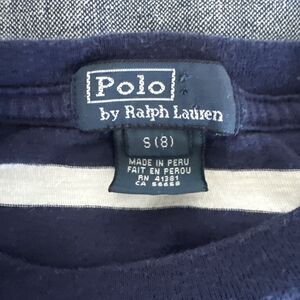 Polo
by Ralph Lauren
S (8)
MADE IN PERU
FAIT EN PEROU
RN 41381
CA 56658